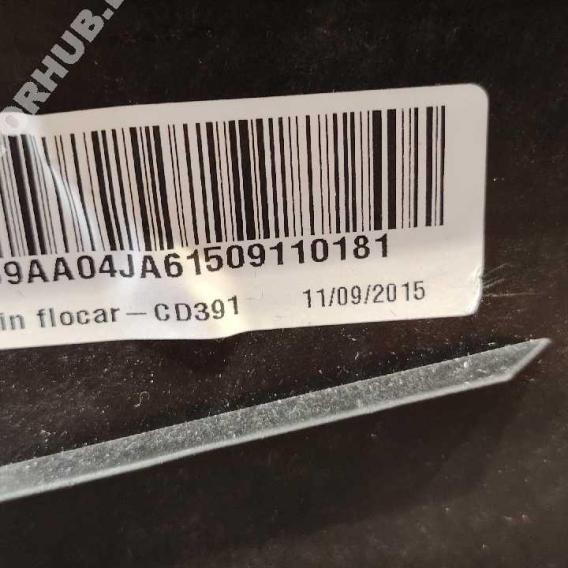 ORHUB.
9AA04JA61509110181
in flocar - CD391 11/09/2015